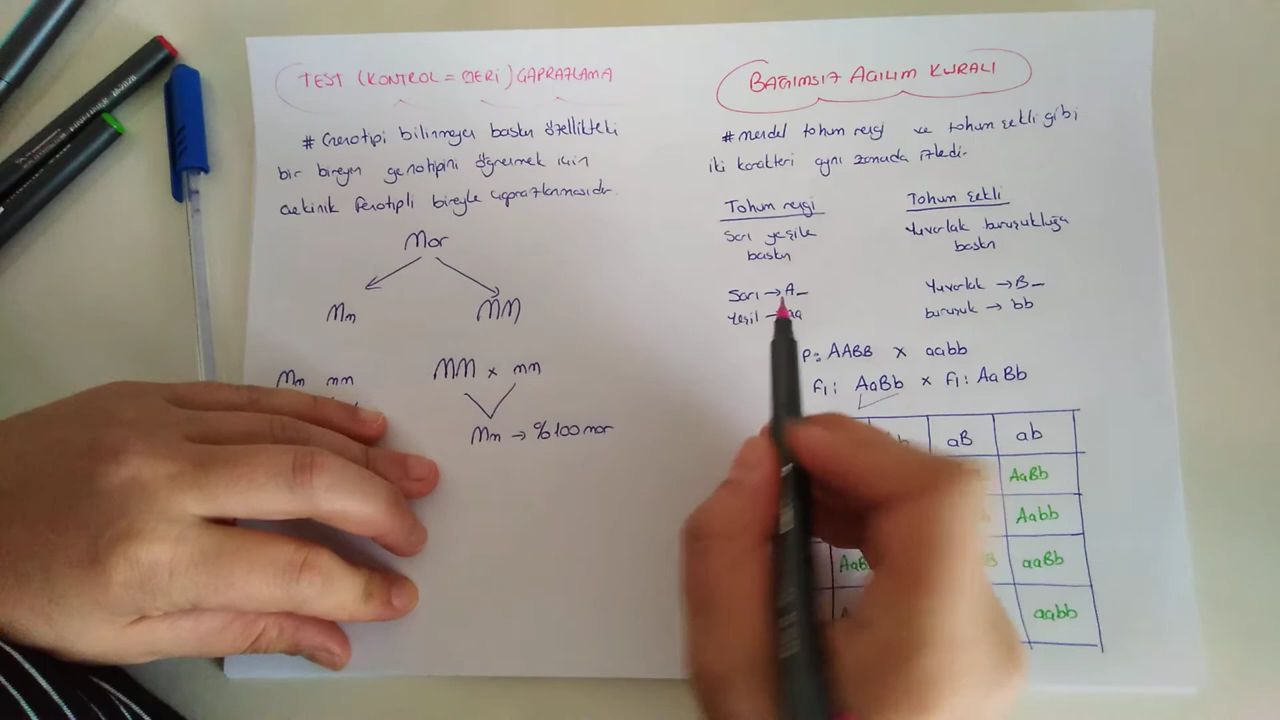 TEST (KONTROL = GERİ) ÇAPRAZLAMA
# Genotipi bilinmeyen baskın özellikteki
bir bireyin genotipini öğrenmek için
çekinik fenotipli bireyle çaprazlanmasıdır.
Mor
Mm MM
Mm mm
MM x mm
Mm → %100 mor
BAĞIMSIZ AÇILIM KURALI
# mendel tohum rengi ve tohum şekli gibi
iki karakteri aynı zamanda izledi.
Tohum rengi
Sarı yeşile
baskın
Sarı → A_
Yeşil → aa
Tohum şekli
Yuvarlak buruşukluğa
baskın
Yuvarlak → B_
buruşuk → bb
P: AABB x aabb
F1: AaBb x F1: AaBb
aB ab
AaBb
Aabb
aaBb
aabb